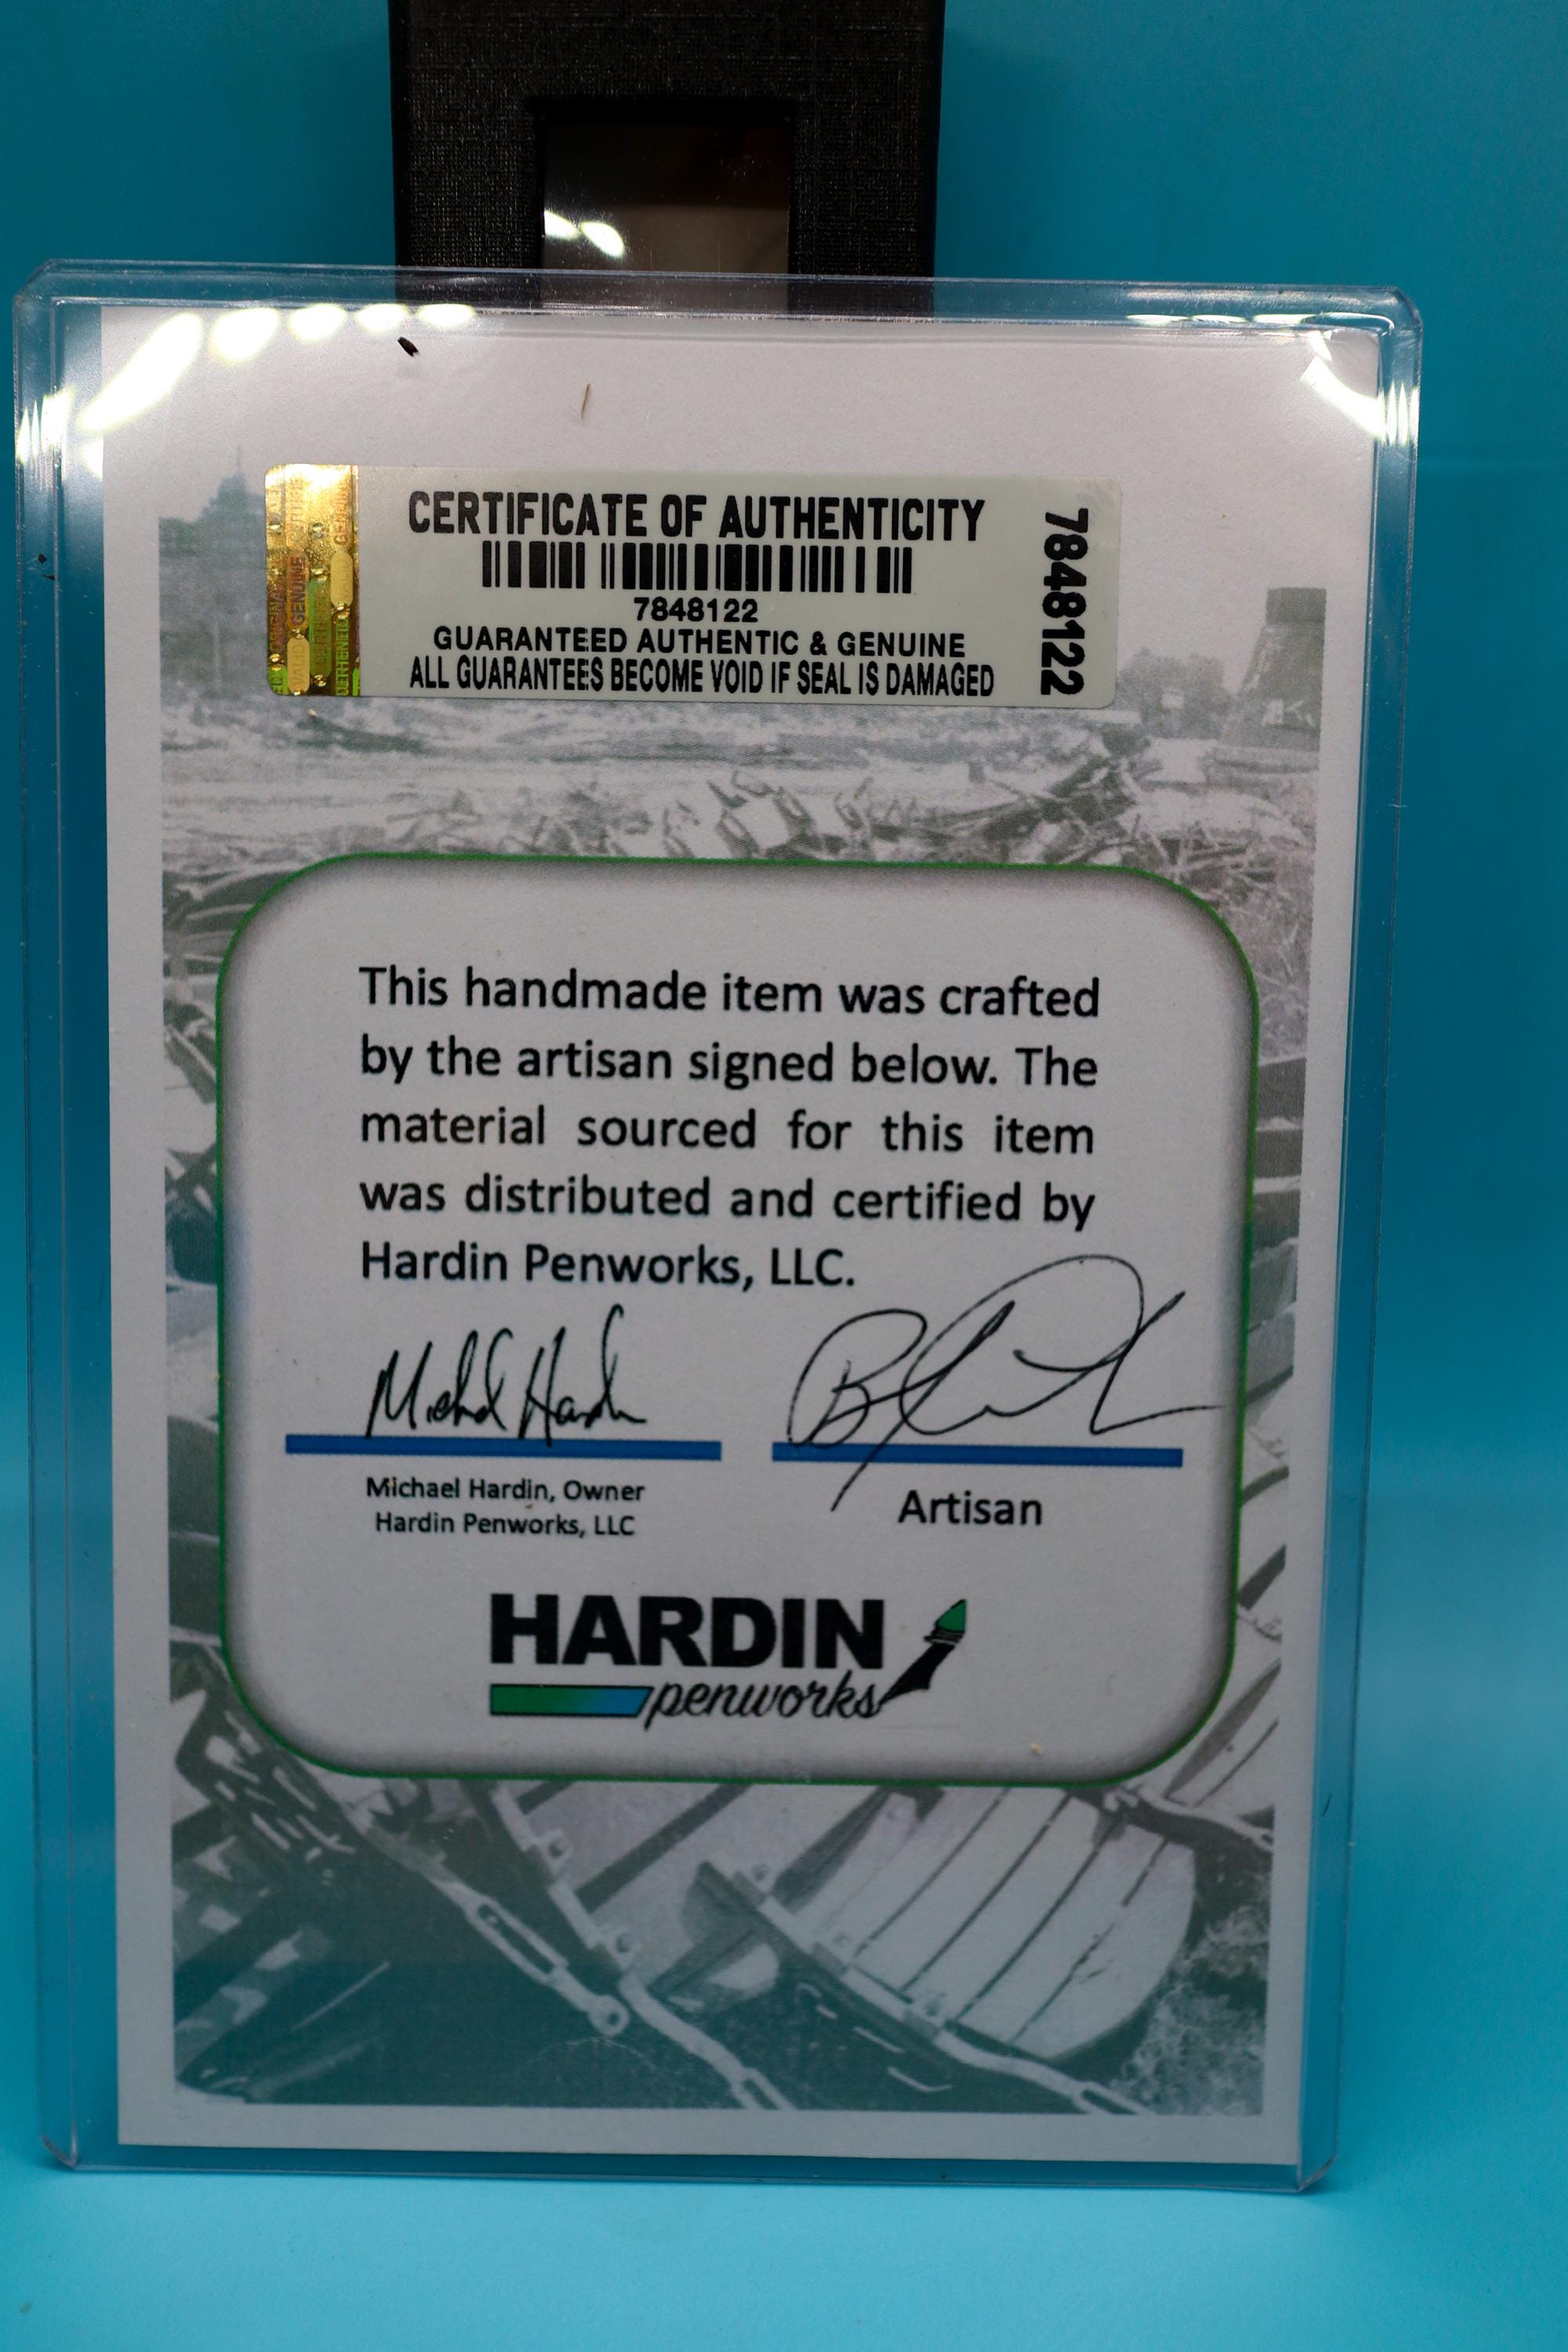 CERTIFICATE OF AUTHENTICITY
7848122
GUARANTEED AUTHENTIC & GENUINE
ALL GUARANTEES BECOME VOID IF SEAL IS DAMAGED
7848122
GENUINE
This handmade item was crafted
by the artisan signed below. The
material sourced for this item
was distributed and certified by
Hardin Penworks, LLC.
Michael Hardin
Michael Hardin, Owner
Hardin Penworks, LLC
Artisan
HARDIN
penworks